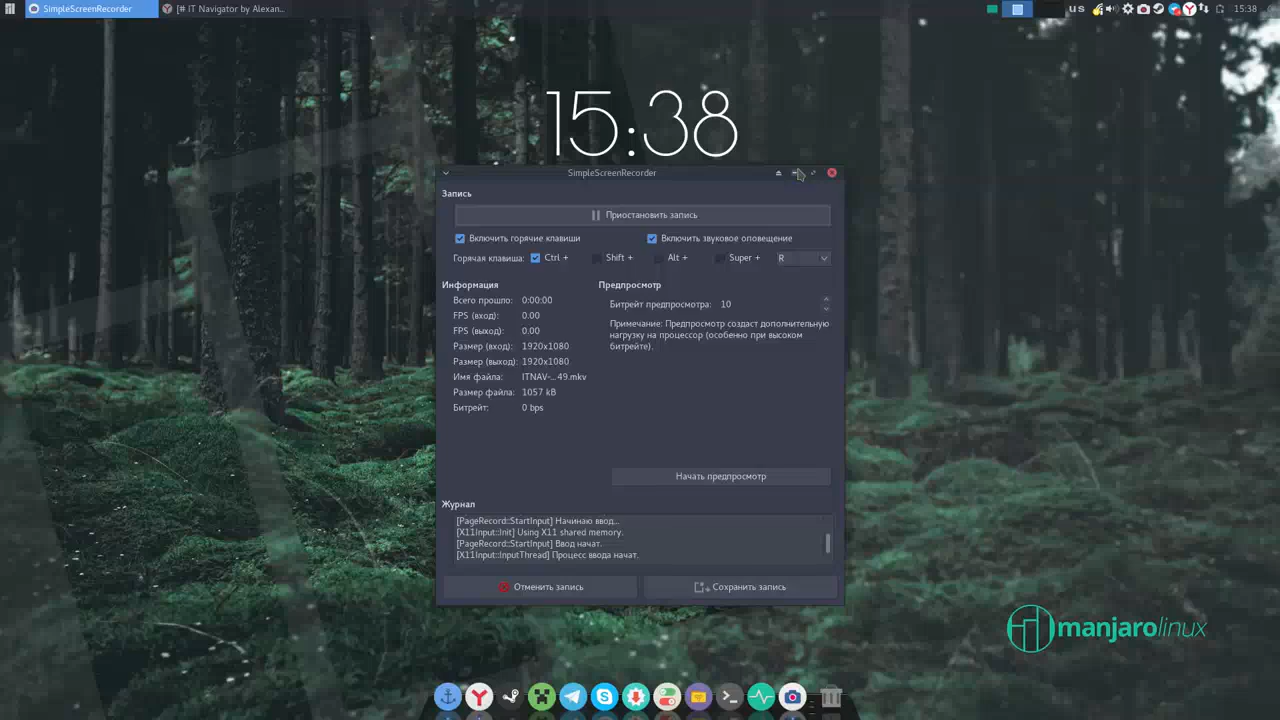 SimpleScreenRecorder
[# IT Navigator by Alexan...
us
15:38
15:38
SimpleScreenRecorder
Запись
Приостановить запись
Включить горячие клавиши
Включить звуковое оповещение
Горячая клавиша: Ctrl + Shift + Alt + Super + R
Информация
Всего прошло: 0:00:00
FPS (вход): 0.00
FPS (выход): 0.00
Размер (вход): 1920x1080
Размер (выход): 1920x1080
Имя файла: ITNAV-...49.mkv
Размер файла: 1057 kB
Битрейт: 0 bps
Предпросмотр
Битрейт предпросмотра: 10
Примечание: Предпросмотр создаст дополнительную
нагрузку на процессор (особенно при высоком
битрейте).
Начать предпросмотр
Журнал
[PageRecord::StartInput] Начинаю ввод...
[X11Input::Init] Using X11 shared memory.
[PageRecord::StartInput] Ввод начат.
[X11Input::InputThread] Процесс ввода начат.
Отменить запись
Сохранить запись
manjarolinux